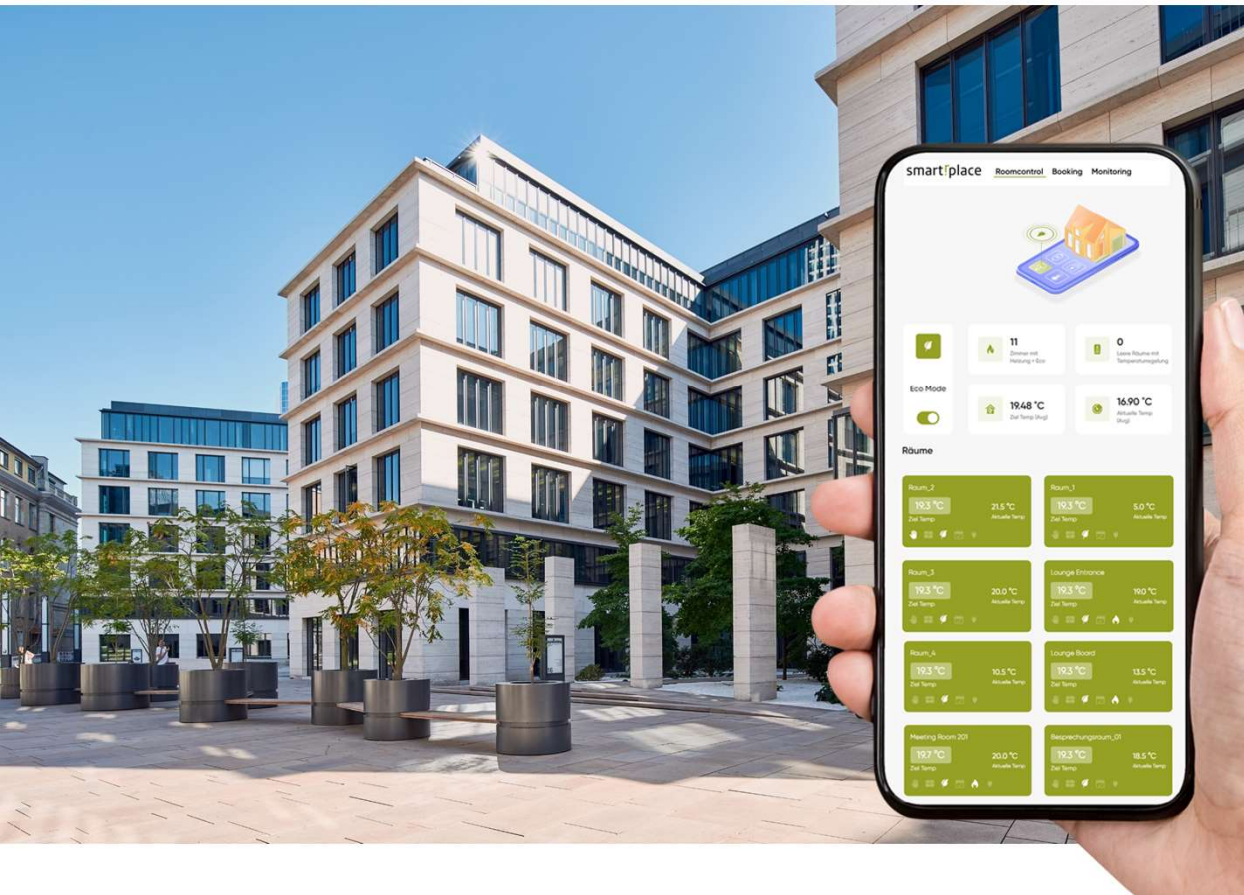 smart place Roomcontrol Booking Monitoring
11
Zimmer mit
Heizung + Eco
0
Leere Räume mit
Temperaturregelung
Eco Mode
19.48 °C
Ziel Temp (Avg)
16.90 °C
Aktuelle Temp
(Avg)
Räume
Raum_2
19.3 °C 21.5 °C
Ziel Temp Aktuelle Temp
Raum_1
19.3 °C 5.0 °C
Ziel Temp Aktuelle Temp
Raum_3
19.3 °C 20.0 °C
Ziel Temp Aktuelle Temp
Lounge Entrance
19.3 °C 19.0 °C
Ziel Temp Aktuelle Temp
Raum_4
19.3 °C 10.5 °C
Ziel Temp Aktuelle Temp
Lounge Board
19.3 °C 13.5 °C
Ziel Temp Aktuelle Temp
Meeting Room 201
19.7 °C 20.0 °C
Ziel Temp Aktuelle Temp
Besprechungsraum_01
19.3 °C 18.5 °C
Ziel Temp Aktuelle Temp